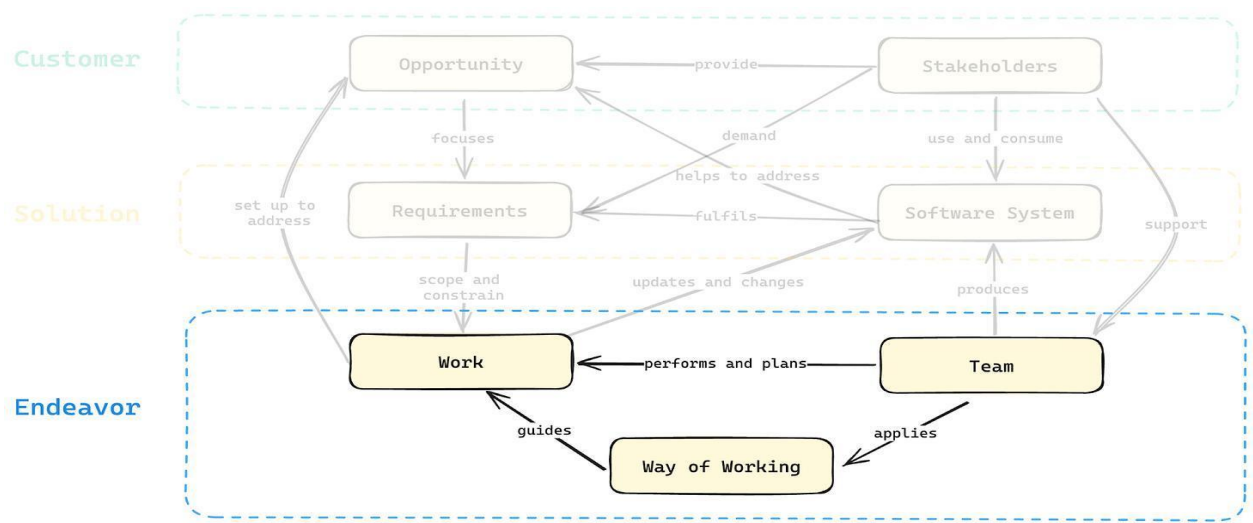 Customer
Opportunity
provide
Stakeholders
focuses
demand
use and consume
helps to address
Solution
set up to
address
Requirements
fulfils
Software System
support
scope and
constrain
updates and changes
produces
Endeavor
Work
performs and plans
Team
guides
applies
Way of Working